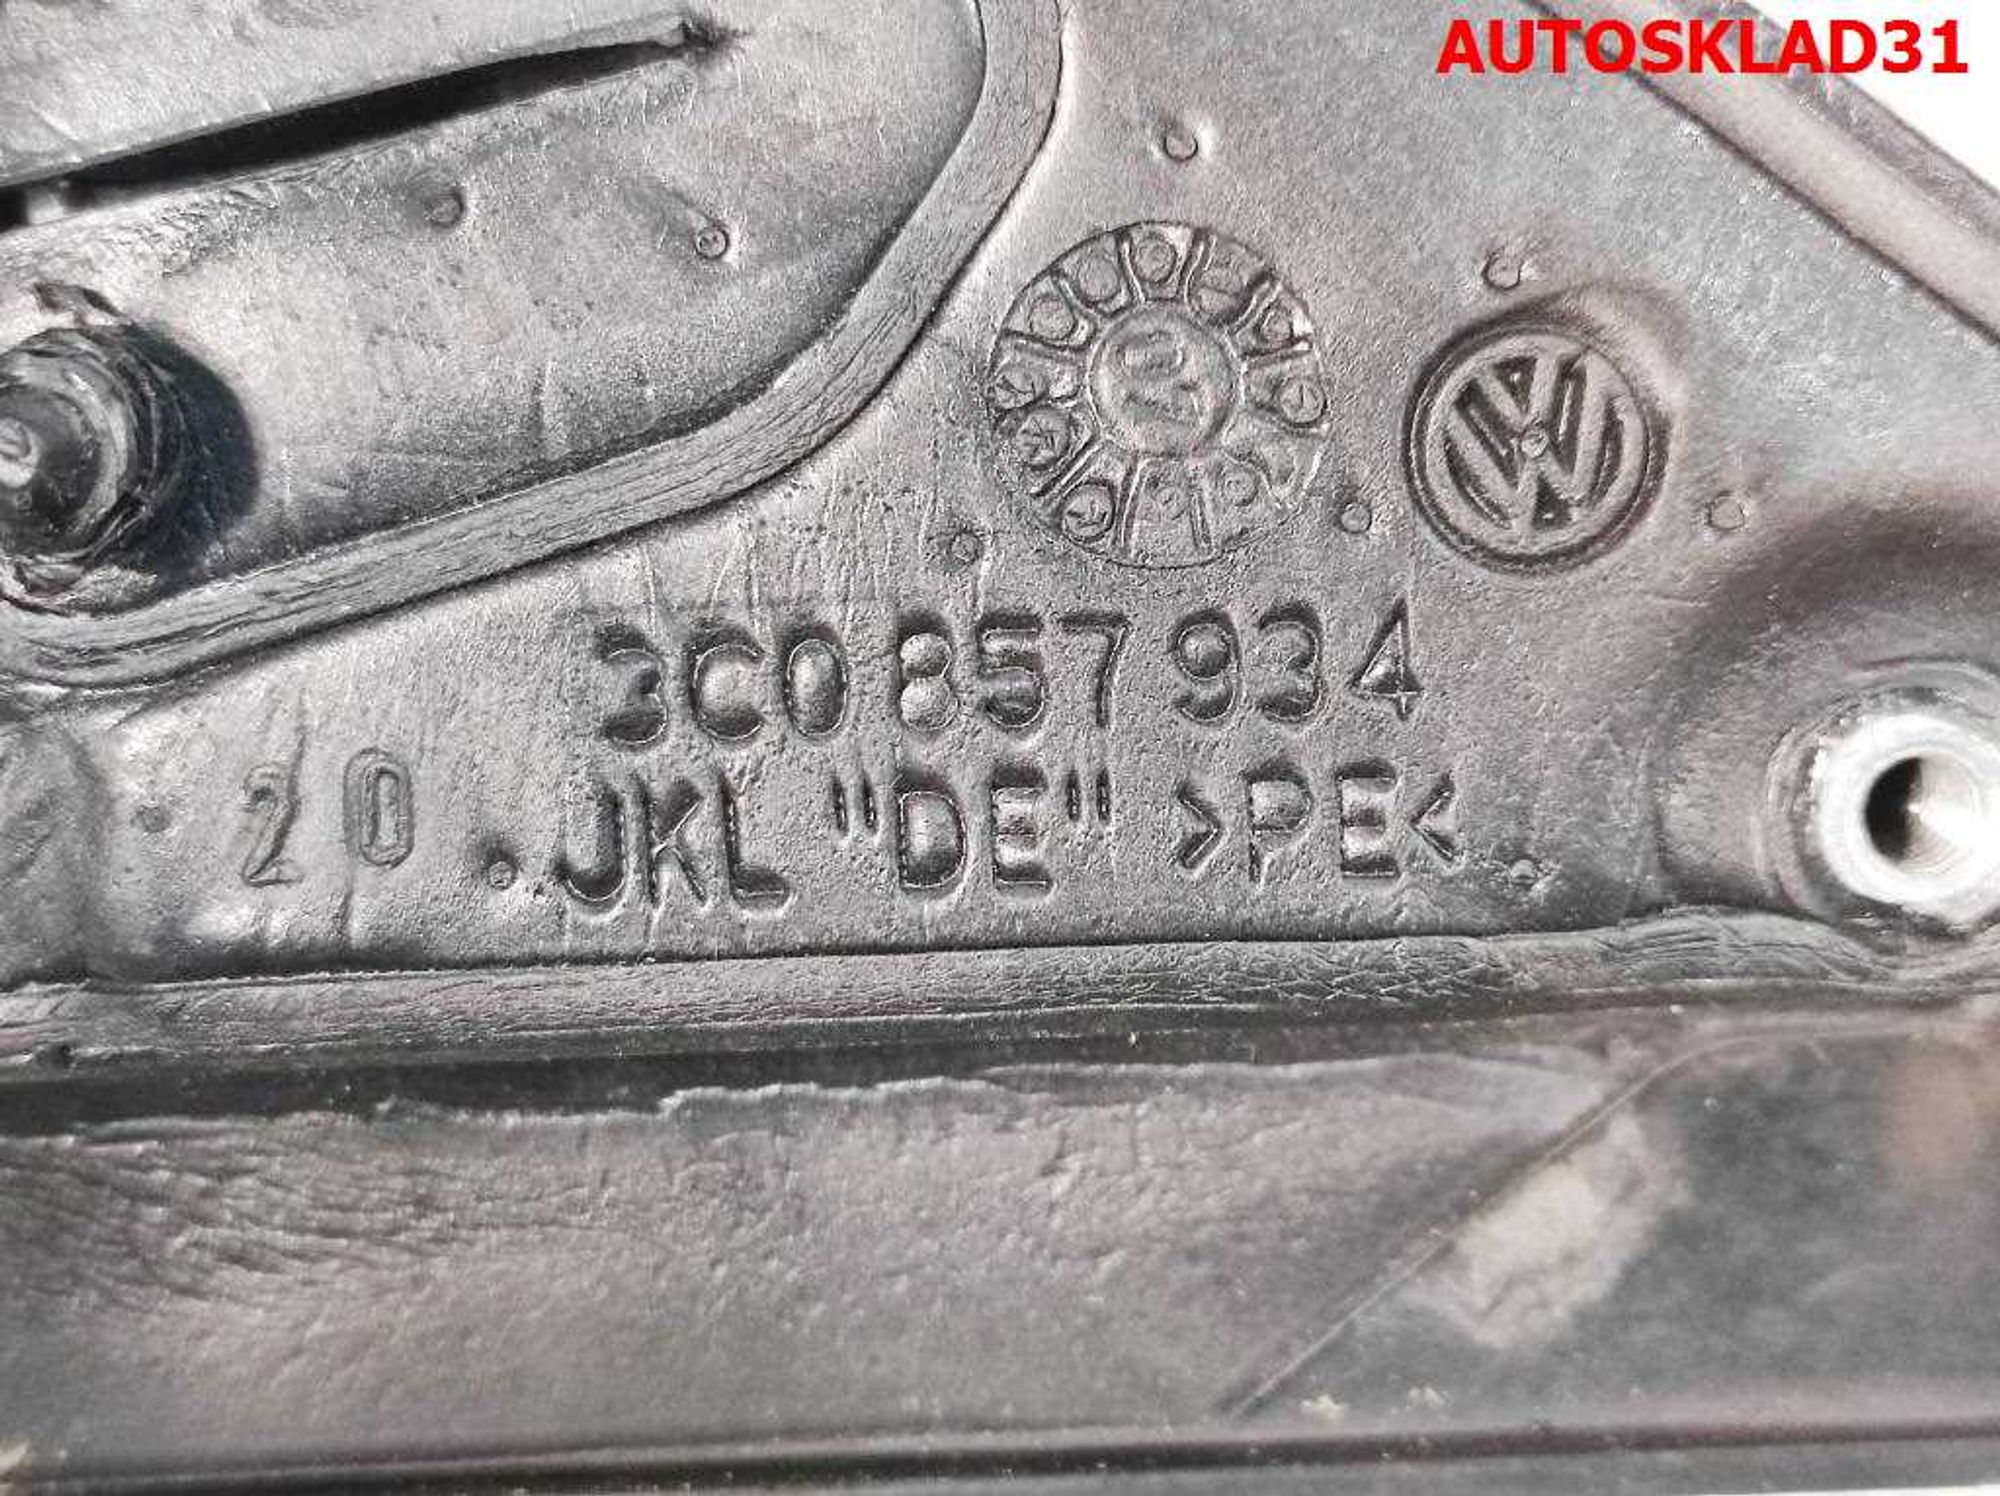 AUTOSKLAD31
3C0 857 934
20 JKL "DE" >PE<